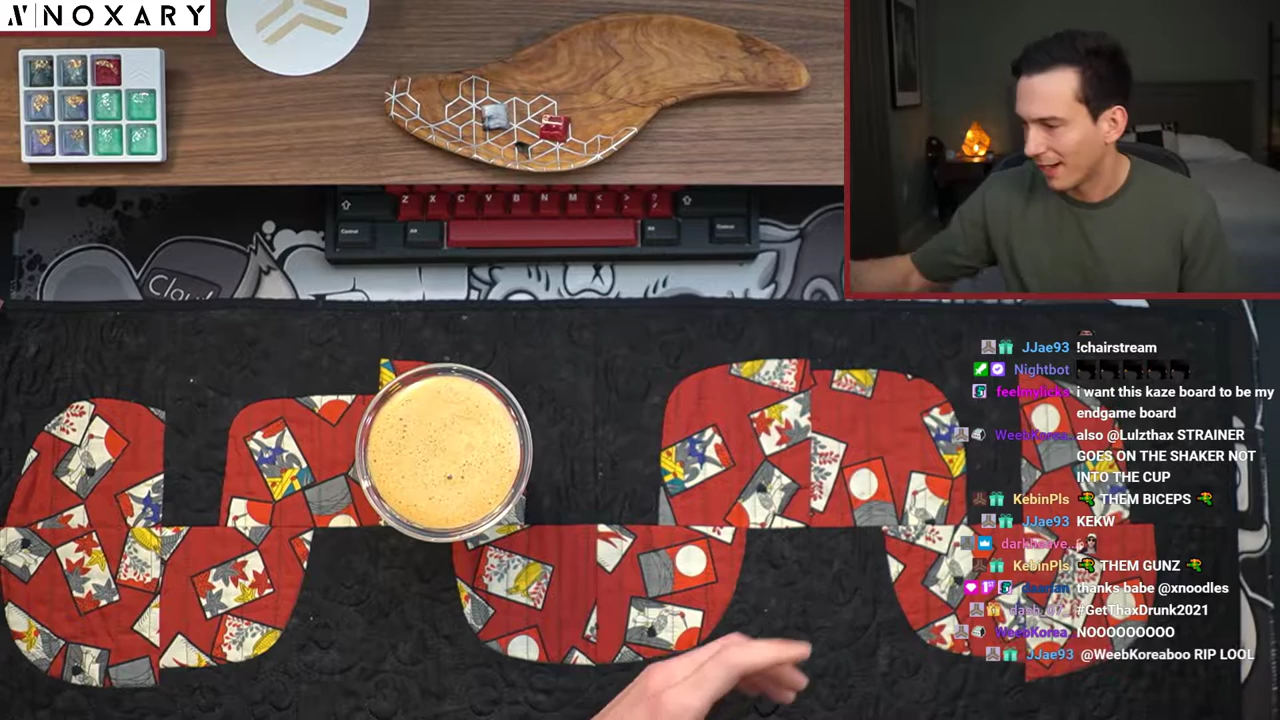 NOXARY
Z X C V B N M < > ?
Control Alt Alt Control
Cloud
JJae93 !chairstream
Nightbot
feelmylicks i want this kaze board to be my
endgame board
also @Lulzthax STRAINER
GOES ON THE SHAKER NOT
INTO THE CUP
KebinPls THEM BICEPS
JJae93 KEKW
KebinPls THEM GUNZ
thanks babe @xnoodles
#GetThaxDrunk2021
WeebKorea.. NOOOOOOOOO
JJae93 @WeebKoreaboo RIP LOOL